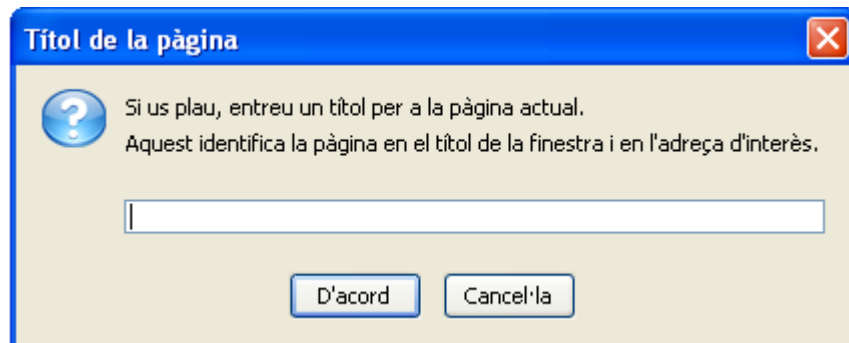 Títol de la pàgina
Si us plau, entreu un títol per a la pàgina actual.
Aquest identifica la pàgina en el títol de la finestra i en l'adreça d'interès.
D'acord
Cancel·la